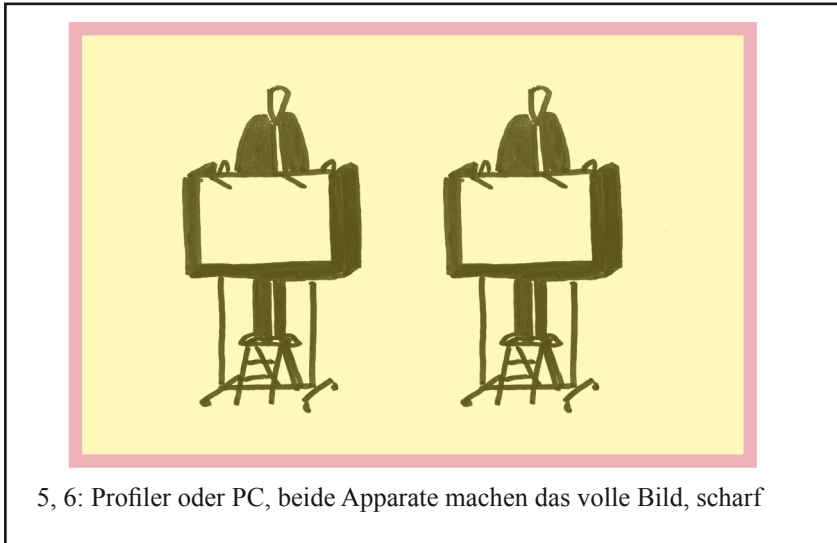 5, 6: Profiler oder PC, beide Apparate machen das volle Bild, scharf